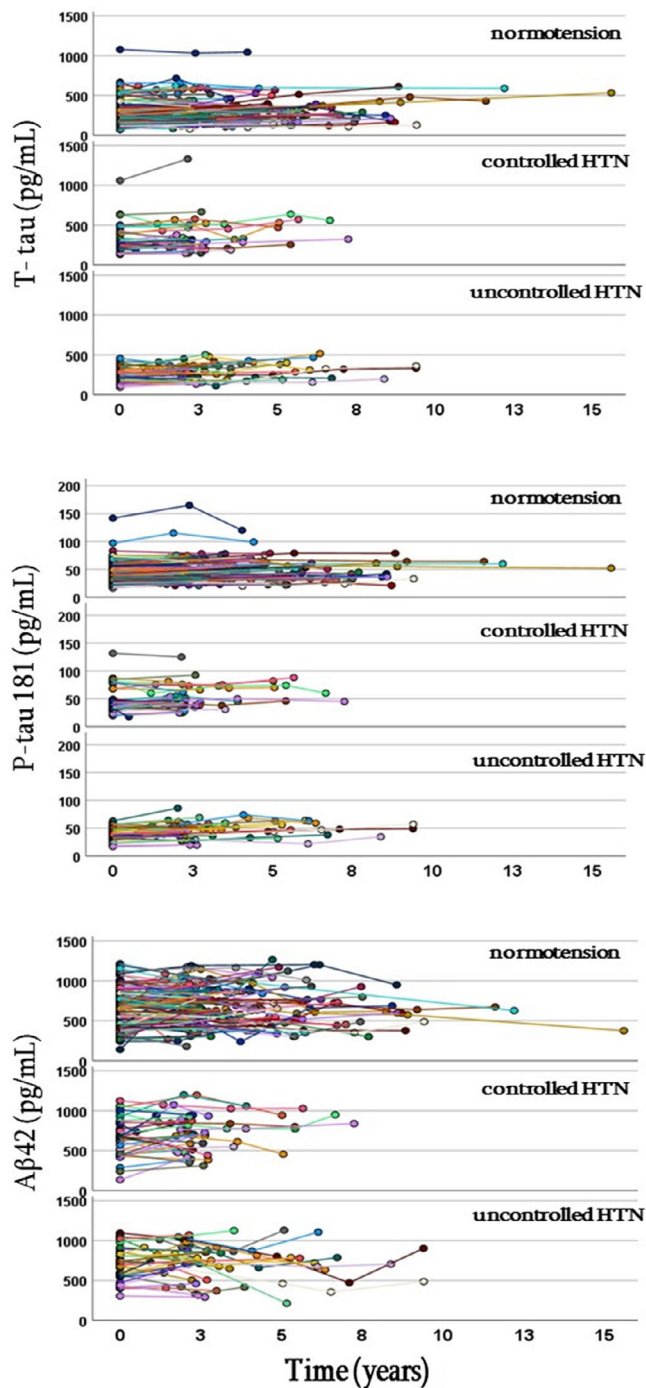 1500
normotension
1000
500
0
1500
controlled HTN
1000
500
0
1500
uncontrolled HTN
1000
500
0
T- tau (pg/mL)
0 3 5 8 10 13 15
200
normotension
150
100
50
0
200
controlled HTN
150
100
50
0
200
uncontrolled HTN
150
100
50
0
P-tau 181 (pg/mL)
0 3 5 8 10 13 15
1500
normotension
1000
500
0
1500
controlled HTN
1000
500
0
1500
uncontrolled HTN
1000
500
0
Aβ42 (pg/mL)
0 3 5 8 10 13 15
Time (years)